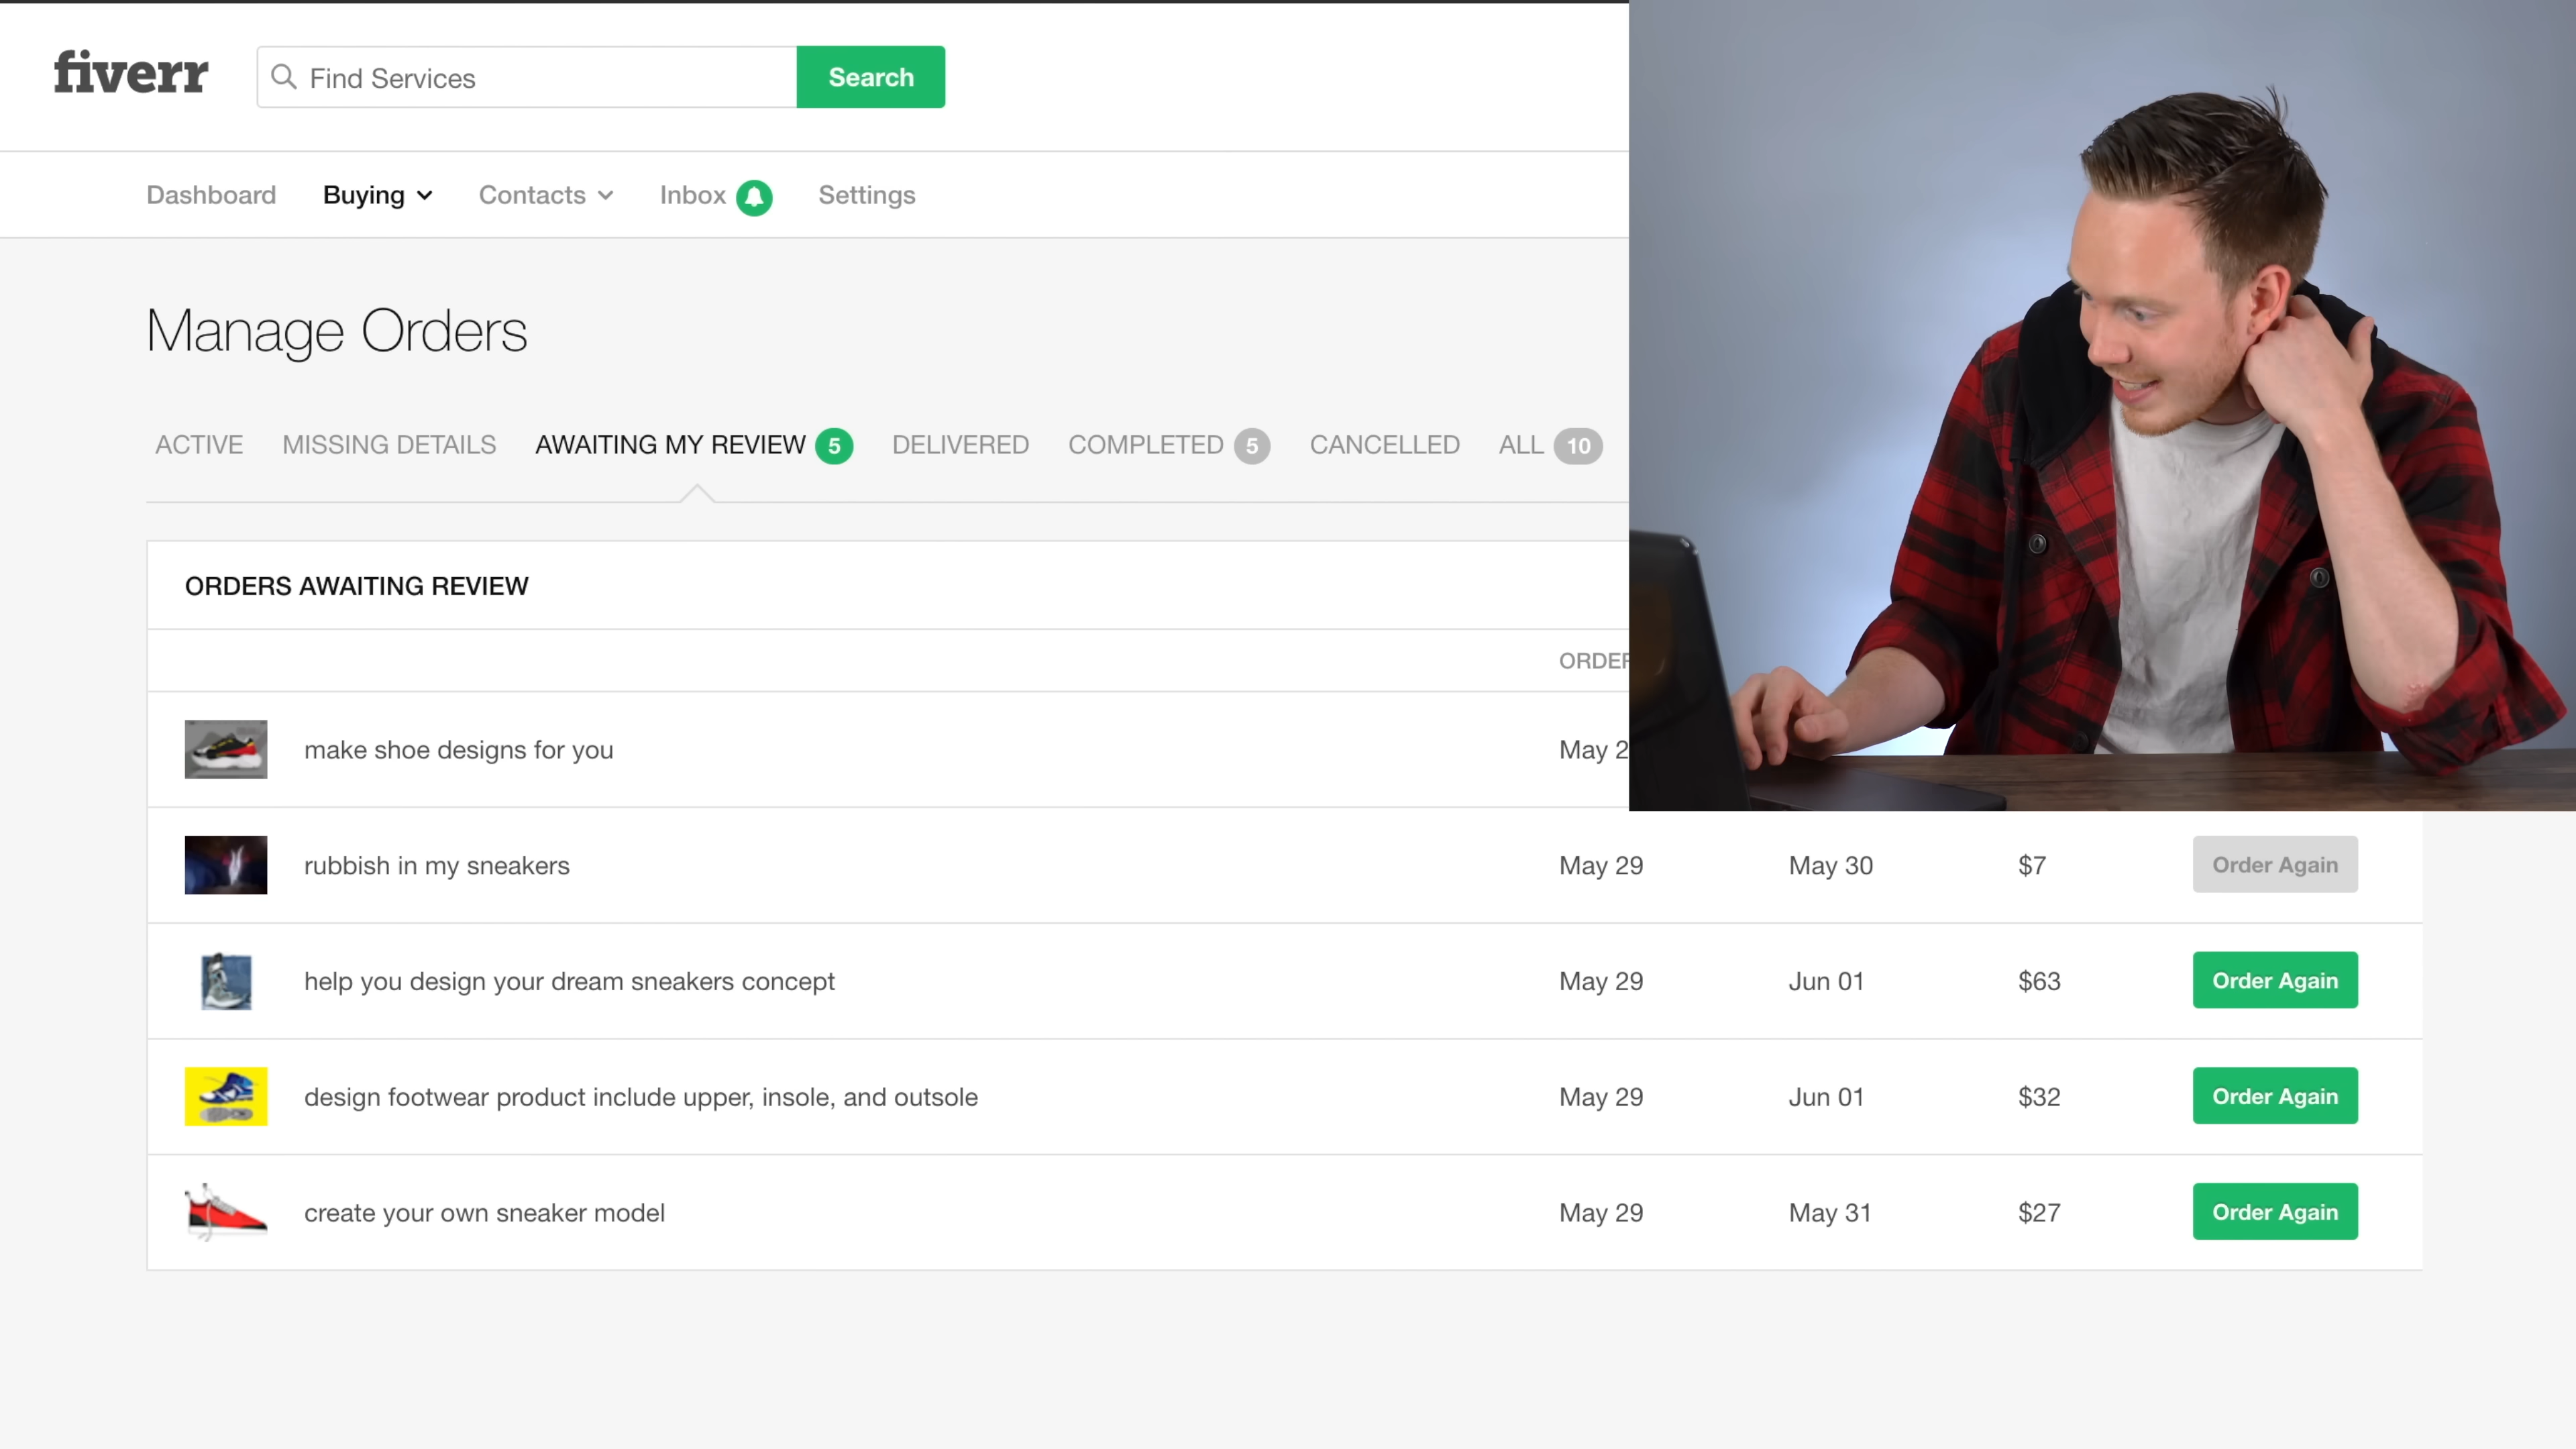 fiverr
Find Services
Search
Dashboard Buying Contacts Inbox Settings
Manage Orders
ACTIVE MISSING DETAILS AWAITING MY REVIEW 5 DELIVERED COMPLETED 5 CANCELLED ALL 10
ORDERS AWAITING REVIEW
make shoe designs for you May 2
rubbish in my sneakers May 29 May 30 $7 Order Again
help you design your dream sneakers concept May 29 Jun 01 $63 Order Again
design footwear product include upper, insole, and outsole May 29 Jun 01 $32 Order Again
create your own sneaker model May 29 May 31 $27 Order Again